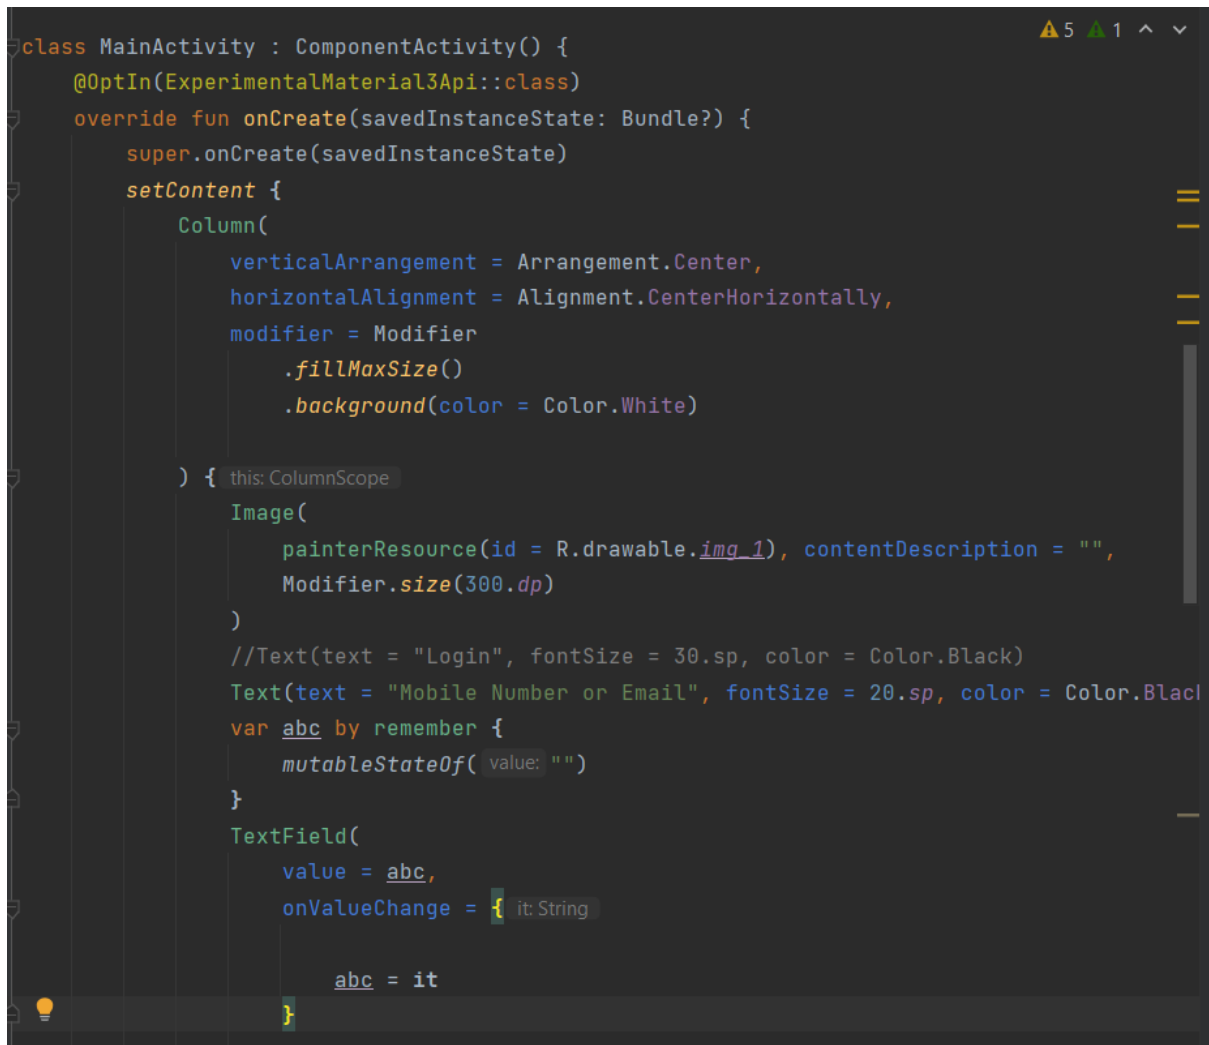 5 1
class MainActivity : ComponentActivity() {
    @OptIn(ExperimentalMaterial3Api::class)
    override fun onCreate(savedInstanceState: Bundle?) {
        super.onCreate(savedInstanceState)
        setContent {
            Column(
                verticalArrangement = Arrangement.Center,
                horizontalAlignment = Alignment.CenterHorizontally,
                modifier = Modifier
                    .fillMaxSize()
                    .background(color = Color.White)
            ) { this: ColumnScope
                Image(
                    painterResource(id = R.drawable.img_1), contentDescription = "",
                    Modifier.size(300.dp)
                )
                //Text(text = "Login", fontSize = 30.sp, color = Color.Black)
                Text(text = "Mobile Number or Email", fontSize = 20.sp, color = Color.Blac
                var abc by remember {
                    mutableStateOf( value: "")
                }
                TextField(
                    value = abc,
                    onValueChange = { it: String
                        abc = it
                    }